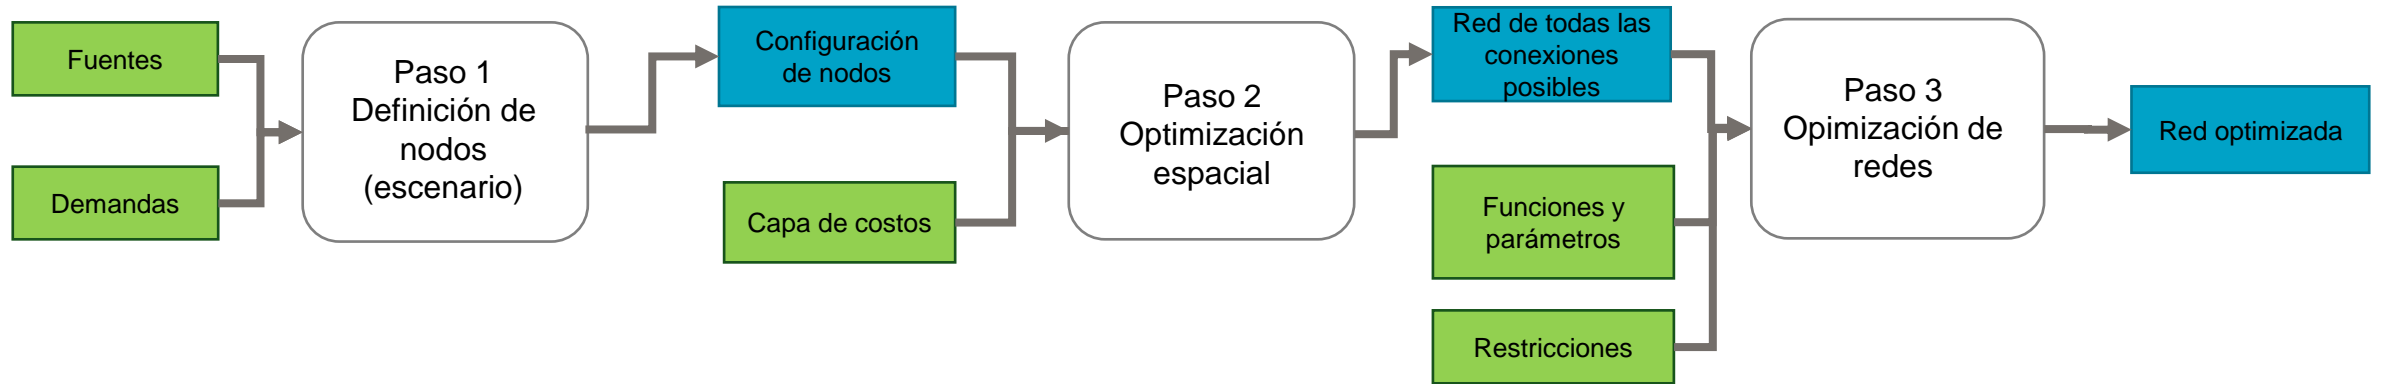 Fuentes
Demandas
Paso 1
Definición de
nodos
(escenario)
Configuración
de nodos
Capa de costos
Paso 2
Optimización
espacial
Red de todas las
conexiones
posibles
Funciones y
parámetros
Restricciones
Paso 3
Opimización de
redes
Red optimizada